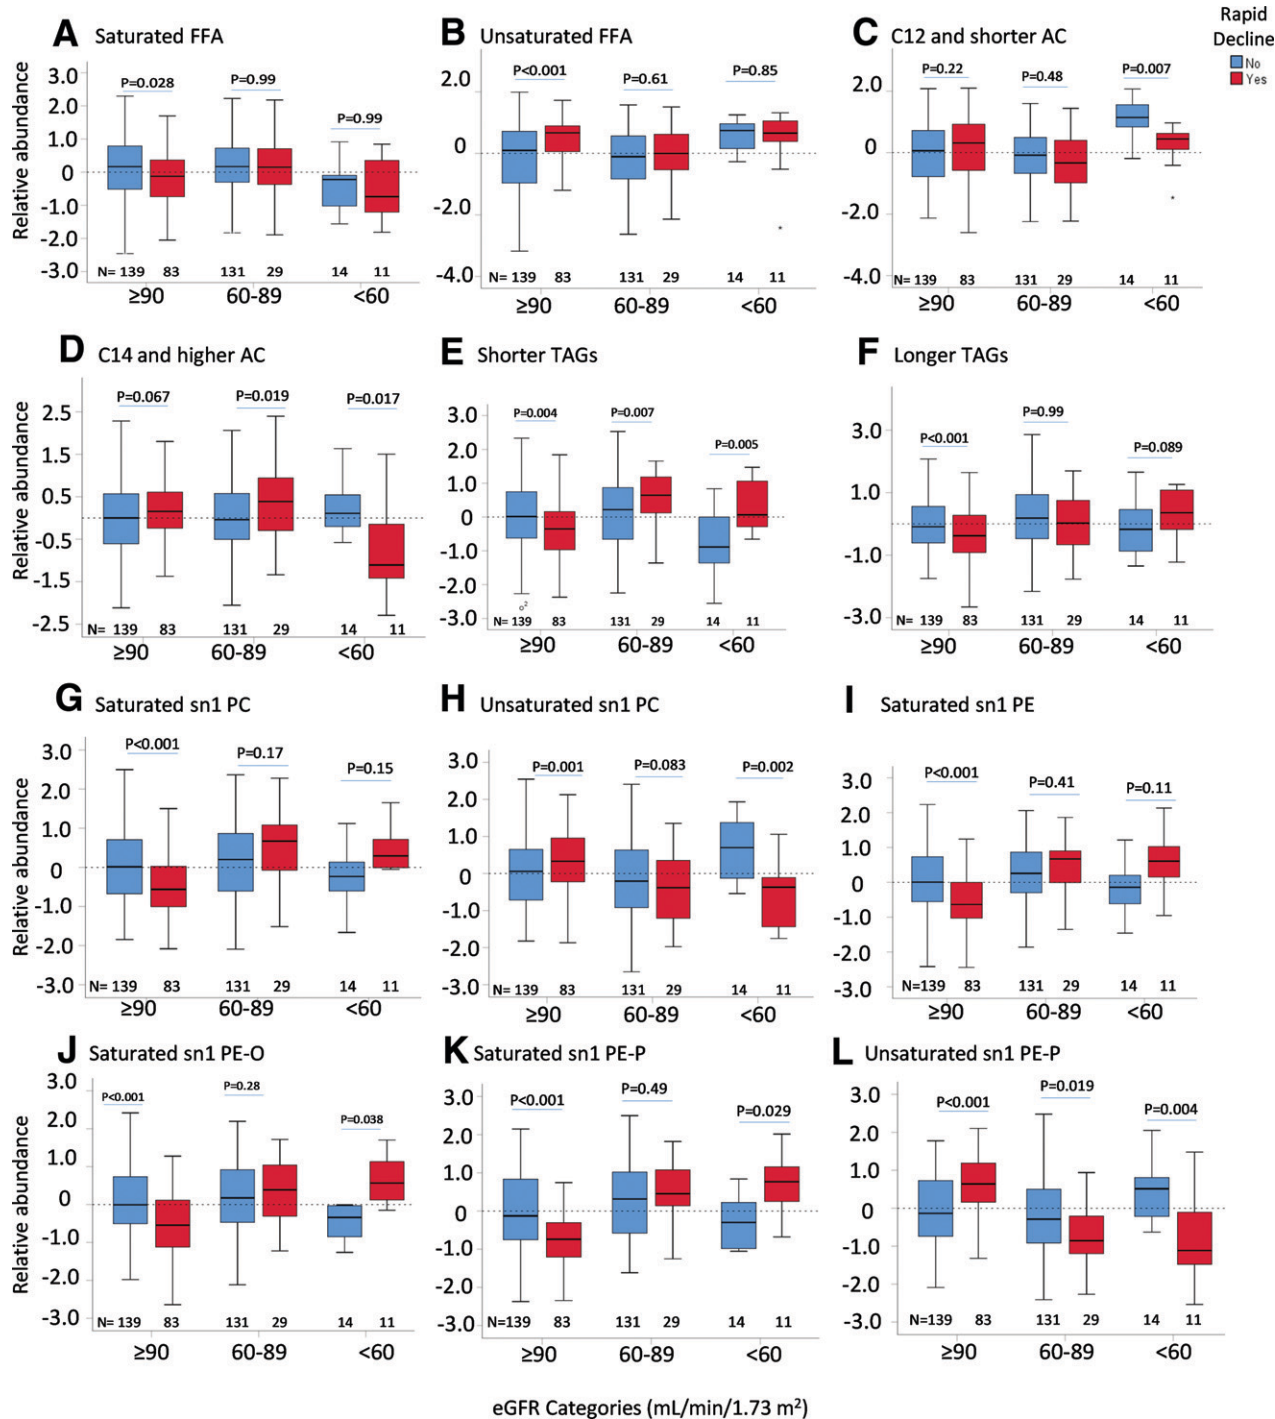 Rapid
Decline
No
Yes
A Saturated FFA
Relative abundance
3.0
2.0
1.0
0
-1.0
-2.0
-3.0
P=0.028 P=0.99
P=0.99
N= 139 83 131 29 14 11
≥90 60-89 <60
B Unsaturated FFA
2.0
0
-2.0
-4.0
P<0.001 P=0.61 P=0.85
N= 139 83 131 29 14 11
≥90 60-89 <60
C C12 and shorter AC
2.0
0
-2.0
-4.0
P=0.22 P=0.48 P=0.007
N= 139 83 131 29 14 11
≥90 60-89 <60
D C14 and higher AC
Relative abundance
2.5
1.5
0.5
-0.5
-1.5
-2.5
P=0.067 P=0.019 P=0.017
N= 139 83 131 29 14 11
≥90 60-89 <60
E Shorter TAGs
3.0
2.0
1.0
0
-1.0
-2.0
-3.0
P=0.004 P=0.007
P=0.005
o2
N= 139 83 131 29 14 11
≥90 60-89 <60
F Longer TAGs
3.0
1.0
-1.0
-3.0
P<0.001 P=0.99 P=0.089
N= 139 83 131 29 14 11
≥90 60-89 <60
G Saturated sn1 PC
Relative abundance
3.0
2.0
1.0
0
-1.0
-2.0
-3.0
P<0.001 P=0.17 P=0.15
N= 139 83 131 29 14 11
≥90 60-89 <60
H Unsaturated sn1 PC
3.0
2.0
1.0
0
-1.0
-2.0
-3.0
P=0.001 P=0.083 P=0.002
N= 139 83 131 29 14 11
≥90 60-89 <60
I Saturated sn1 PE
3.0
2.0
1.0
0
-1.0
-2.0
-3.0
P<0.001 P=0.41 P=0.11
N=139 83 131 29 14 11
≥90 60-89 <60
J Saturated sn1 PE-O
Relative abundance
3.0
2.0
1.0
0
-1.0
-2.0
-3.0
P<0.001 P=0.28
P=0.038
N= 139 83 131 29 14 11
≥90 60-89 <60
K Saturated sn1 PE-P
3.0
2.0
1.0
0
-1.0
-2.0
-3.0
P<0.001 P=0.49 P=0.029
N=139 83 131 29 14 11
≥90 60-89 <60
L Unsaturated sn1 PE-P
3.0
2.0
1.0
0
-1.0
-2.0
-3.0
P<0.001 P=0.019 P=0.004
N=139 83 131 29 14 11
≥90 60-89 <60
eGFR Categories (mL/min/1.73 m²)